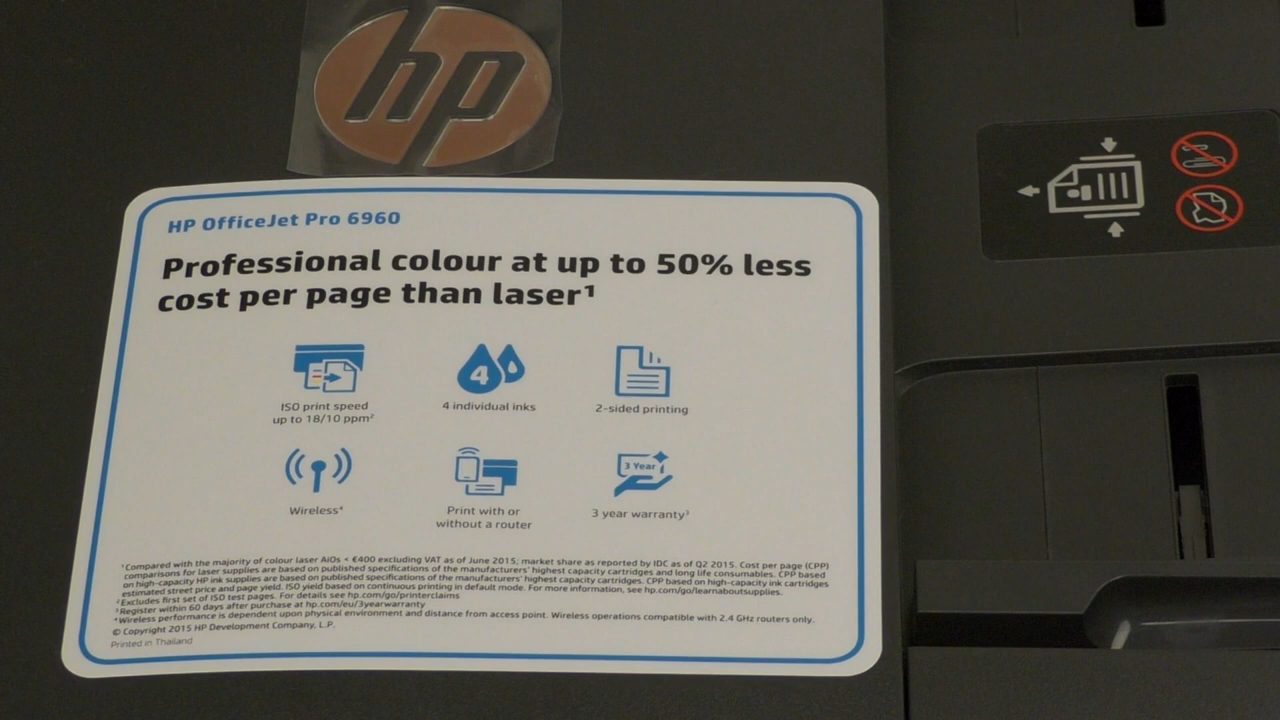 hp
HP OfficeJet Pro 6960
Professional colour at up to 50% less
cost per page than laser¹
ISO print speed
up to 18/10 ppm²
4
4 individual inks
2-sided printing
Wireless⁴
Print with or
without a router
3 Year
3 year warranty³
¹Compared with the majority of colour laser AiOs < €400 excluding VAT as of June 2015; market share as reported by IDC as of Q2 2015. Cost per page (CPP)
comparisons for laser supplies are based on published specifications of the manufacturers' highest capacity cartridges and long life consumables. CPP based
on high-capacity HP ink supplies are based on published specifications of the manufacturers' highest capacity cartridges. CPP based on high-capacity ink cartridges
estimated street price and page yield. ISO yield based on continuous printing in default mode. For more information, see hp.com/go/learnaboutsupplies.
²Excludes first set of ISO test pages. For details see hp.com/go/printerclaims
³Register within 60 days after purchase at hp.com/eu/3yearwarranty
⁴Wireless performance is dependent upon physical environment and distance from access point. Wireless operations compatible with 2.4 GHz routers only.
© Copyright 2015 HP Development Company, L.P.
Printed in Thailand